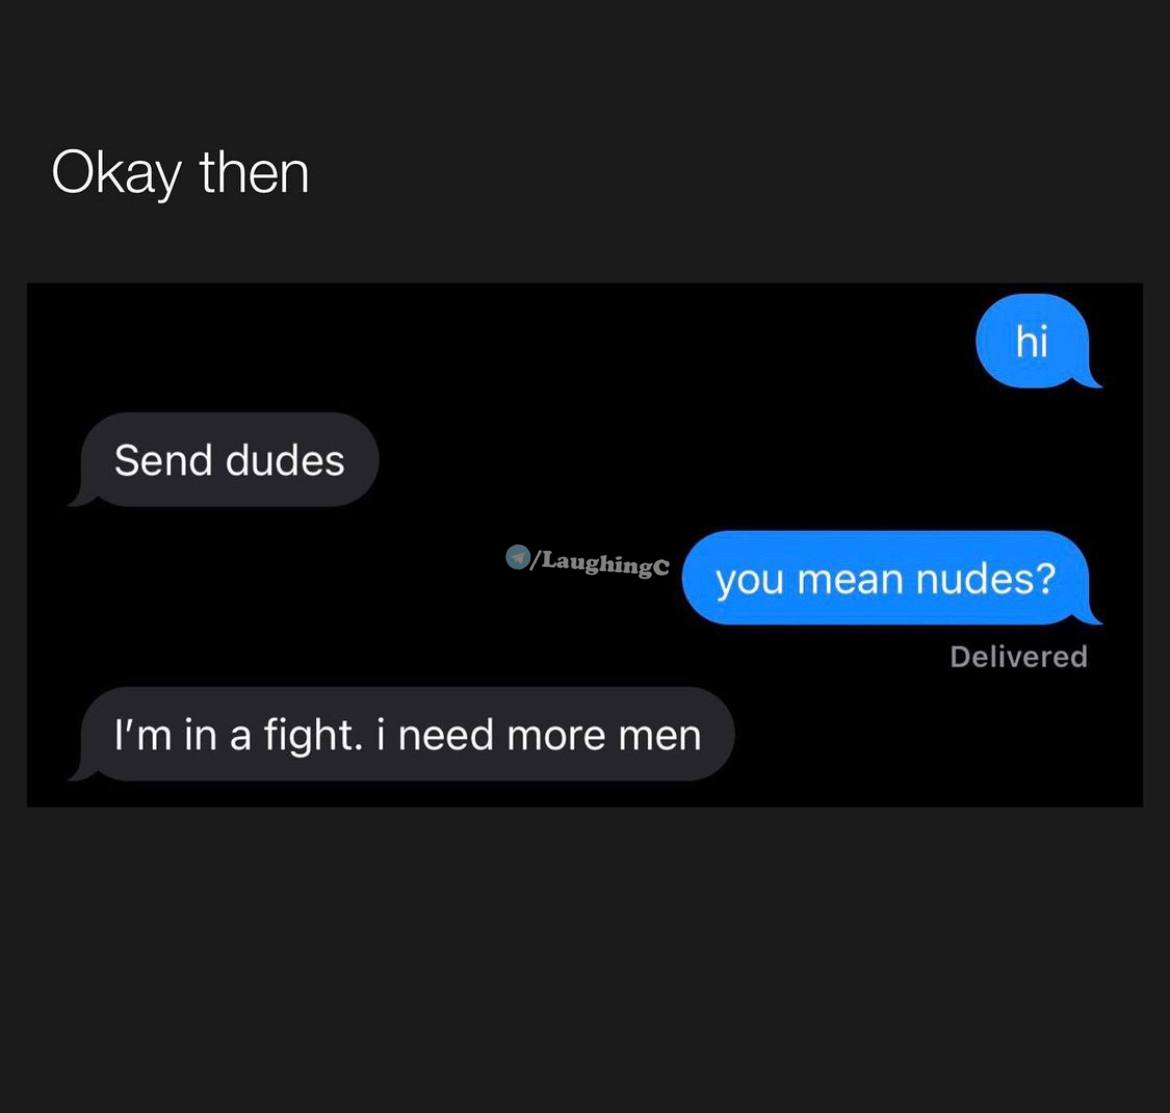 Okay then
hi
Send dudes
/LaughingC
you mean nudes?
Delivered
I'm in a fight. i need more men